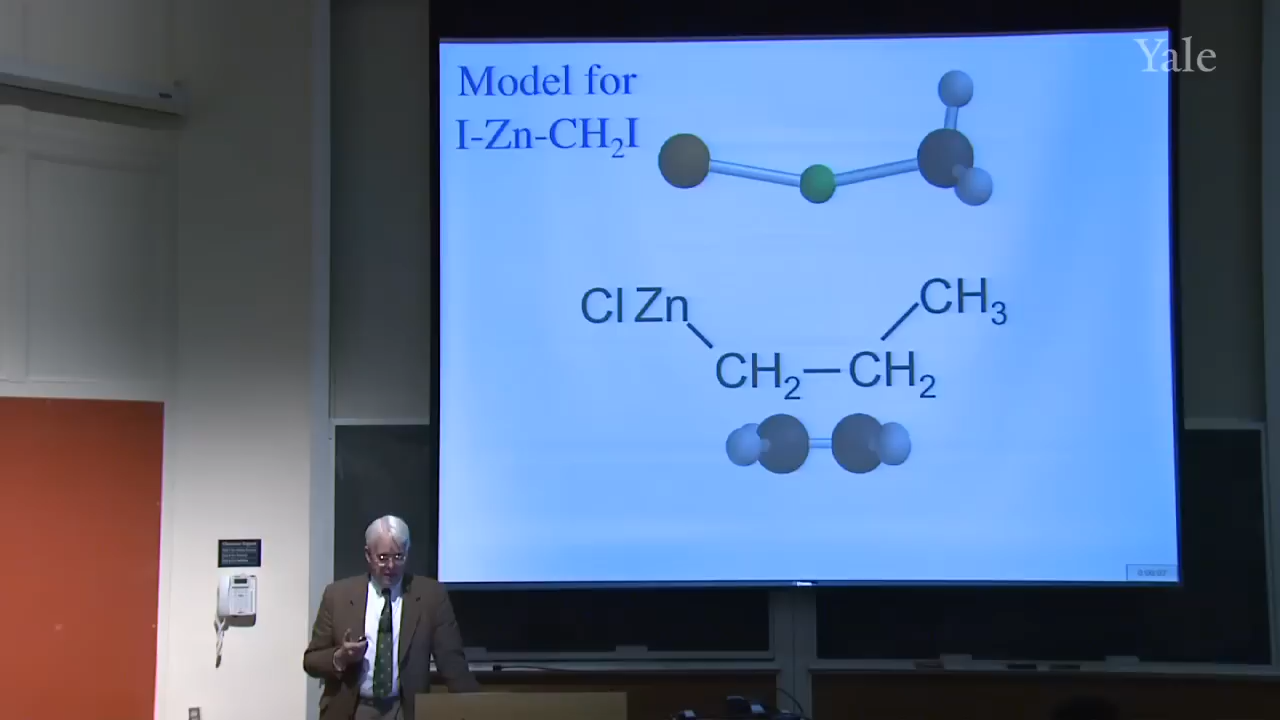 Yale
Model for
I-Zn-CH₂I
Cl Zn
CH₃
CH₂—CH₂